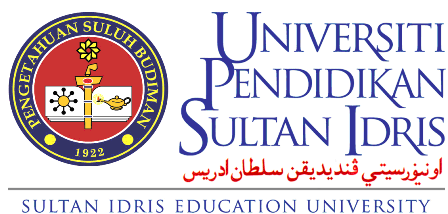 PENGETAHUAN SULUH BUDIMAN
1922
UNIVERSITI
PENDIDIKAN
SULTAN IDRIS
اونيۏرسيتي ڤنديديقن سلطان ادريس
SULTAN IDRIS EDUCATION UNIVERSITY